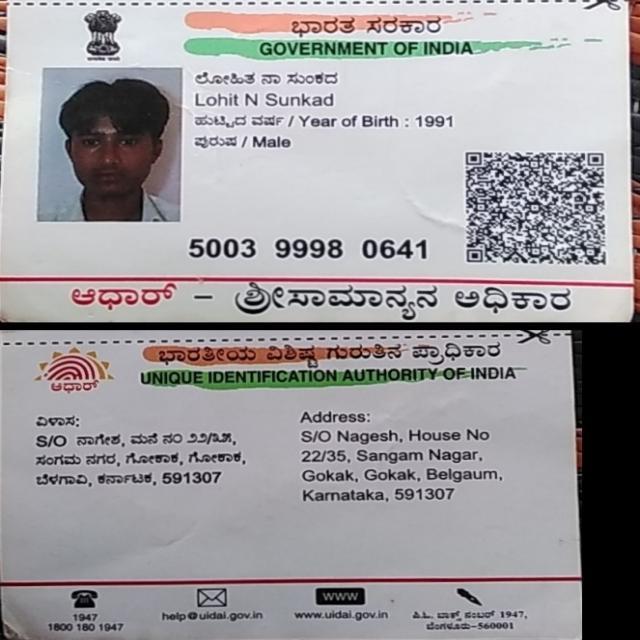 ಭಾರತ ಸರಕಾರ
GOVERNMENT OF INDIA
ಲೋಹಿತ ನಾ ಸುಂಕದ
Lohit N Sunkad
ಹುಟ್ಟಿದ ವರ್ಷ / Year of Birth : 1991
ಪುರುಷ / Male
5003 9998 0641
ಆಧಾರ್ – ಶ್ರೀಸಾಮಾನ್ಯನ ಅಧಿಕಾರ
ಭಾರತೀಯ ವಿಶಿಷ್ಟ ಗುರುತಿನ ಪ್ರಾಧಿಕಾರ
UNIQUE IDENTIFICATION AUTHORITY OF INDIA
ಆಧಾರ್
ವಿಳಾಸ:
S/O ನಾಗೇಶ, ಮನೆ ನಂ ೨೨/೩೫,
ಸಂಗಮ ನಗರ, ಗೋಕಾಕ, ಗೋಕಾಕ,
ಬೆಳಗಾವಿ, ಕರ್ನಾಟಕ, 591307
Address:
S/O Nagesh, House No
22/35, Sangam Nagar,
Gokak, Gokak, Belgaum,
Karnataka, 591307
1947
1800 180 1947
help@uidai.gov.in
www
www.uidai.gov.in
ಪಿ.ಓ. ಬಾಕ್ಸ್ ನಂಬರ್ 1947,
ಬೆಂಗಳೂರು-560001